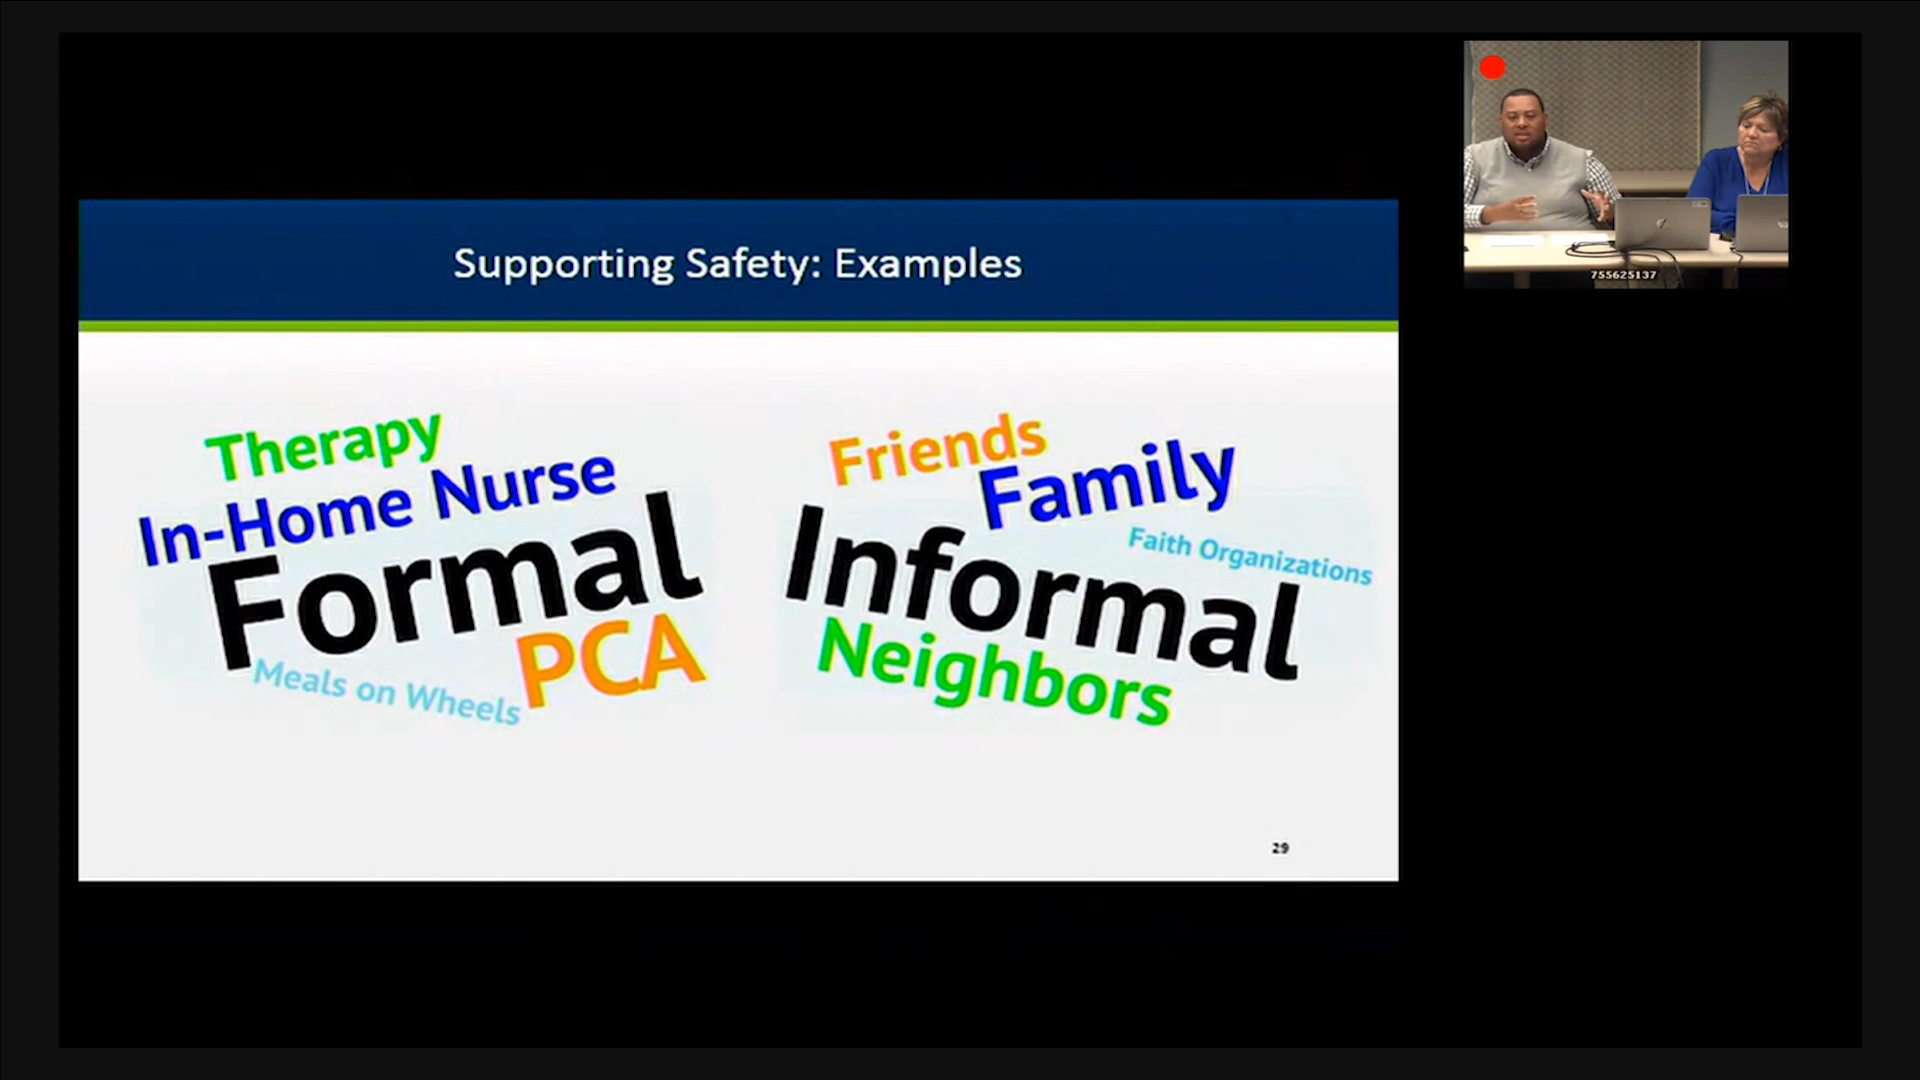 Supporting Safety: Examples
Therapy
In-Home Nurse
Formal
PCA
Meals on Wheels
Friends
Family
Faith Organizations
Informal
Neighbors
29
755625137